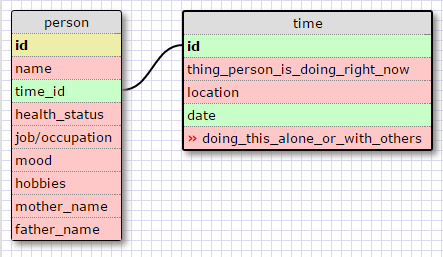 person
id
name
time_id
health_status
job/occupation
mood
hobbies
mother_name
father_name
time
id
thing_person_is_doing_right_now
location
date
» doing_this_alone_or_with_others